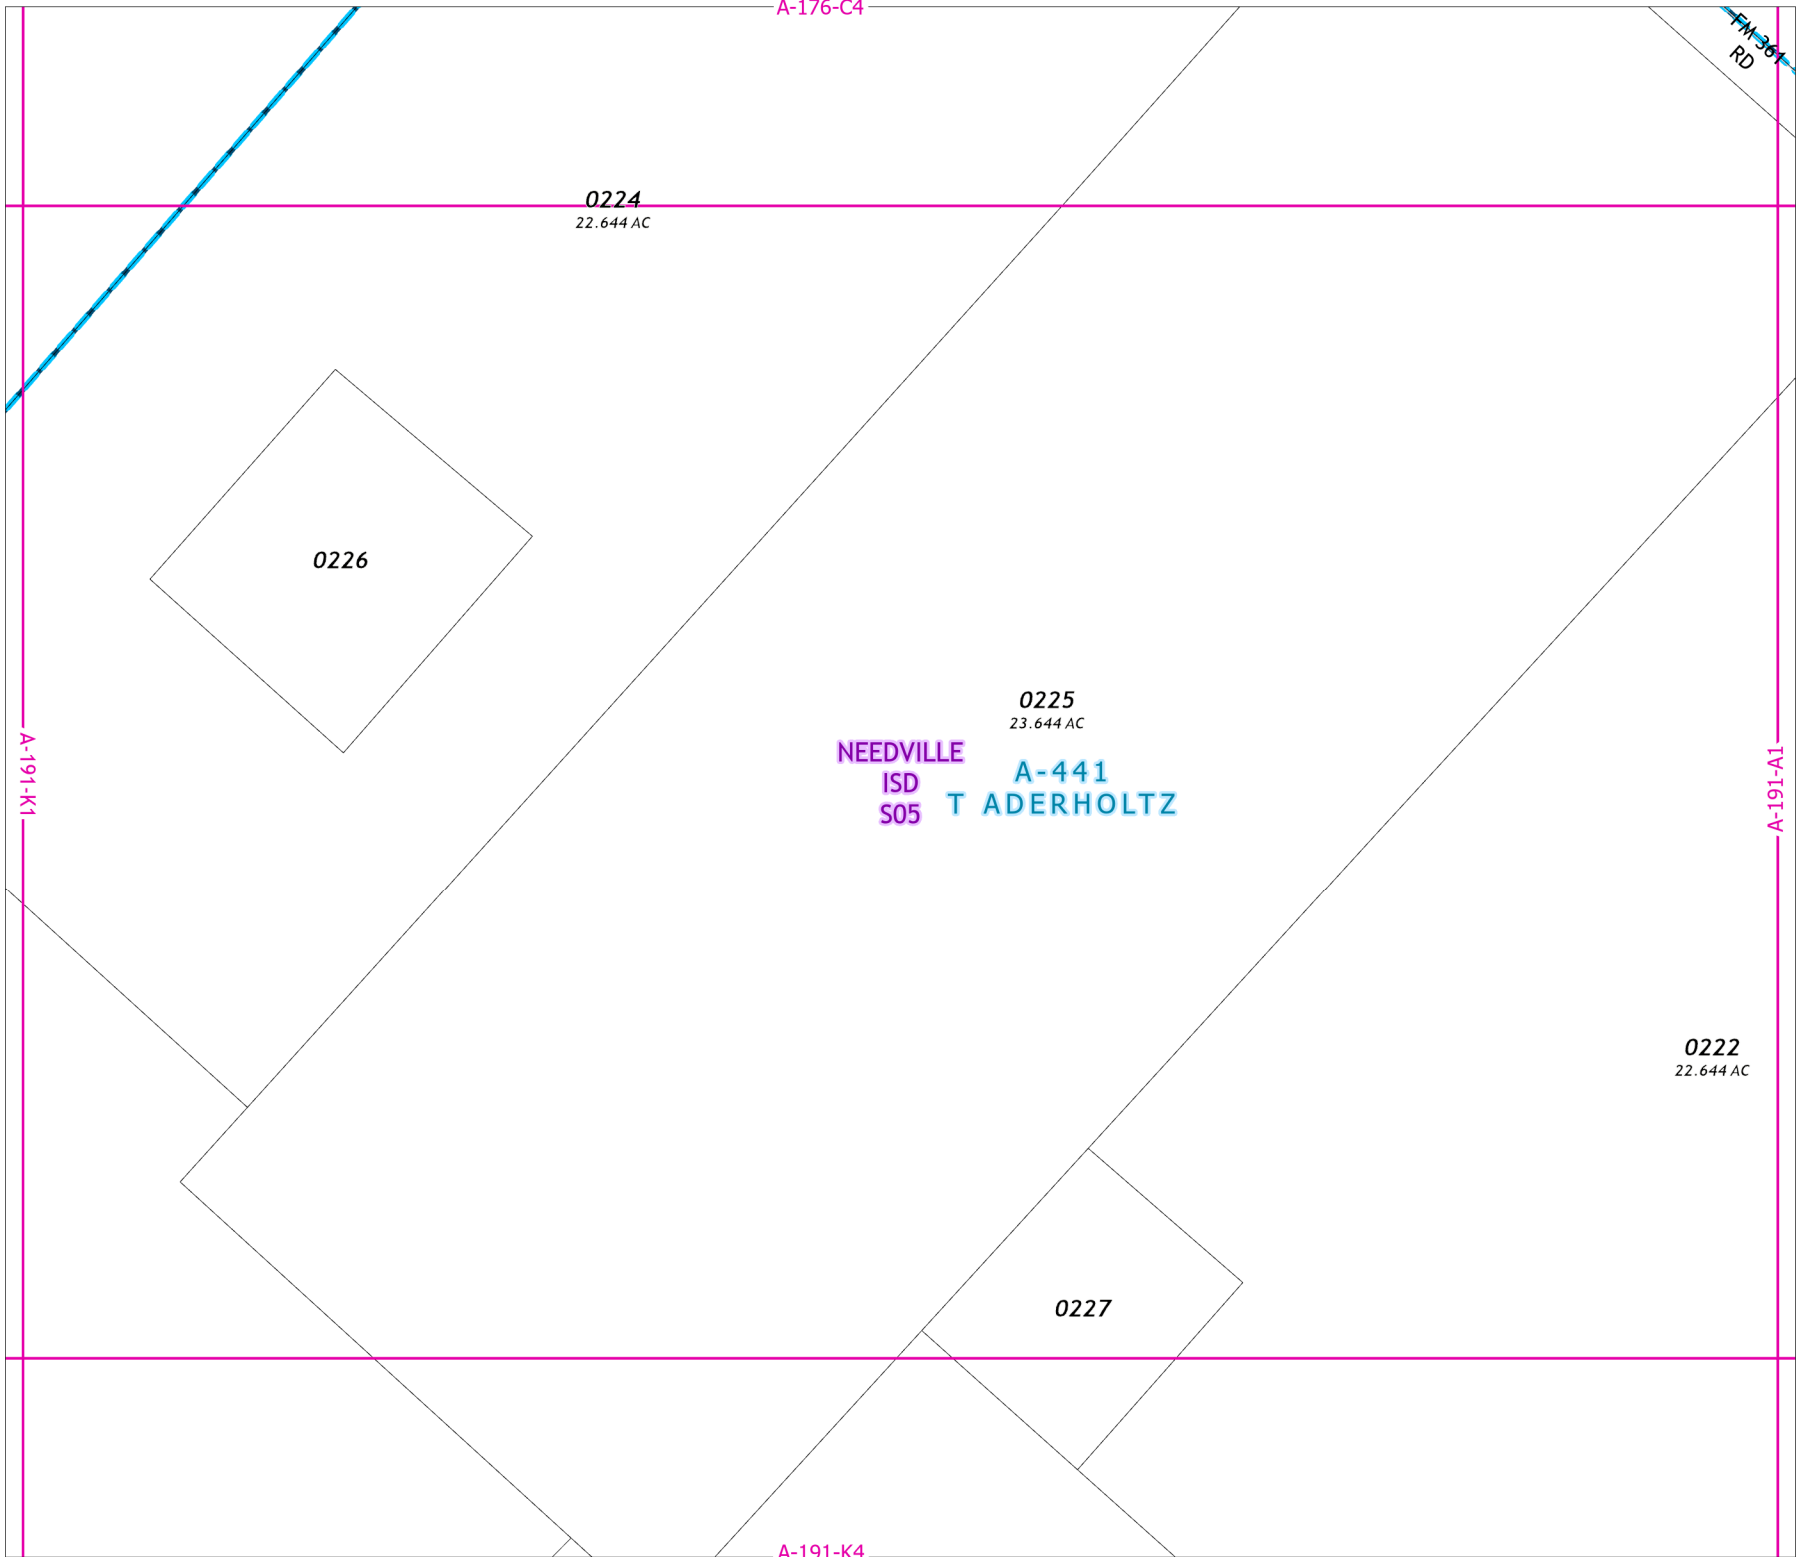 A-176-C4
FM 361
RD
0224
22.644 AC
0226
0225
23.644 AC
NEEDVILLE
ISD
S05
A-441
T ADERHOLTZ
A-191-K1
A-191-A1
0222
22.644 AC
0227
A-191-K4